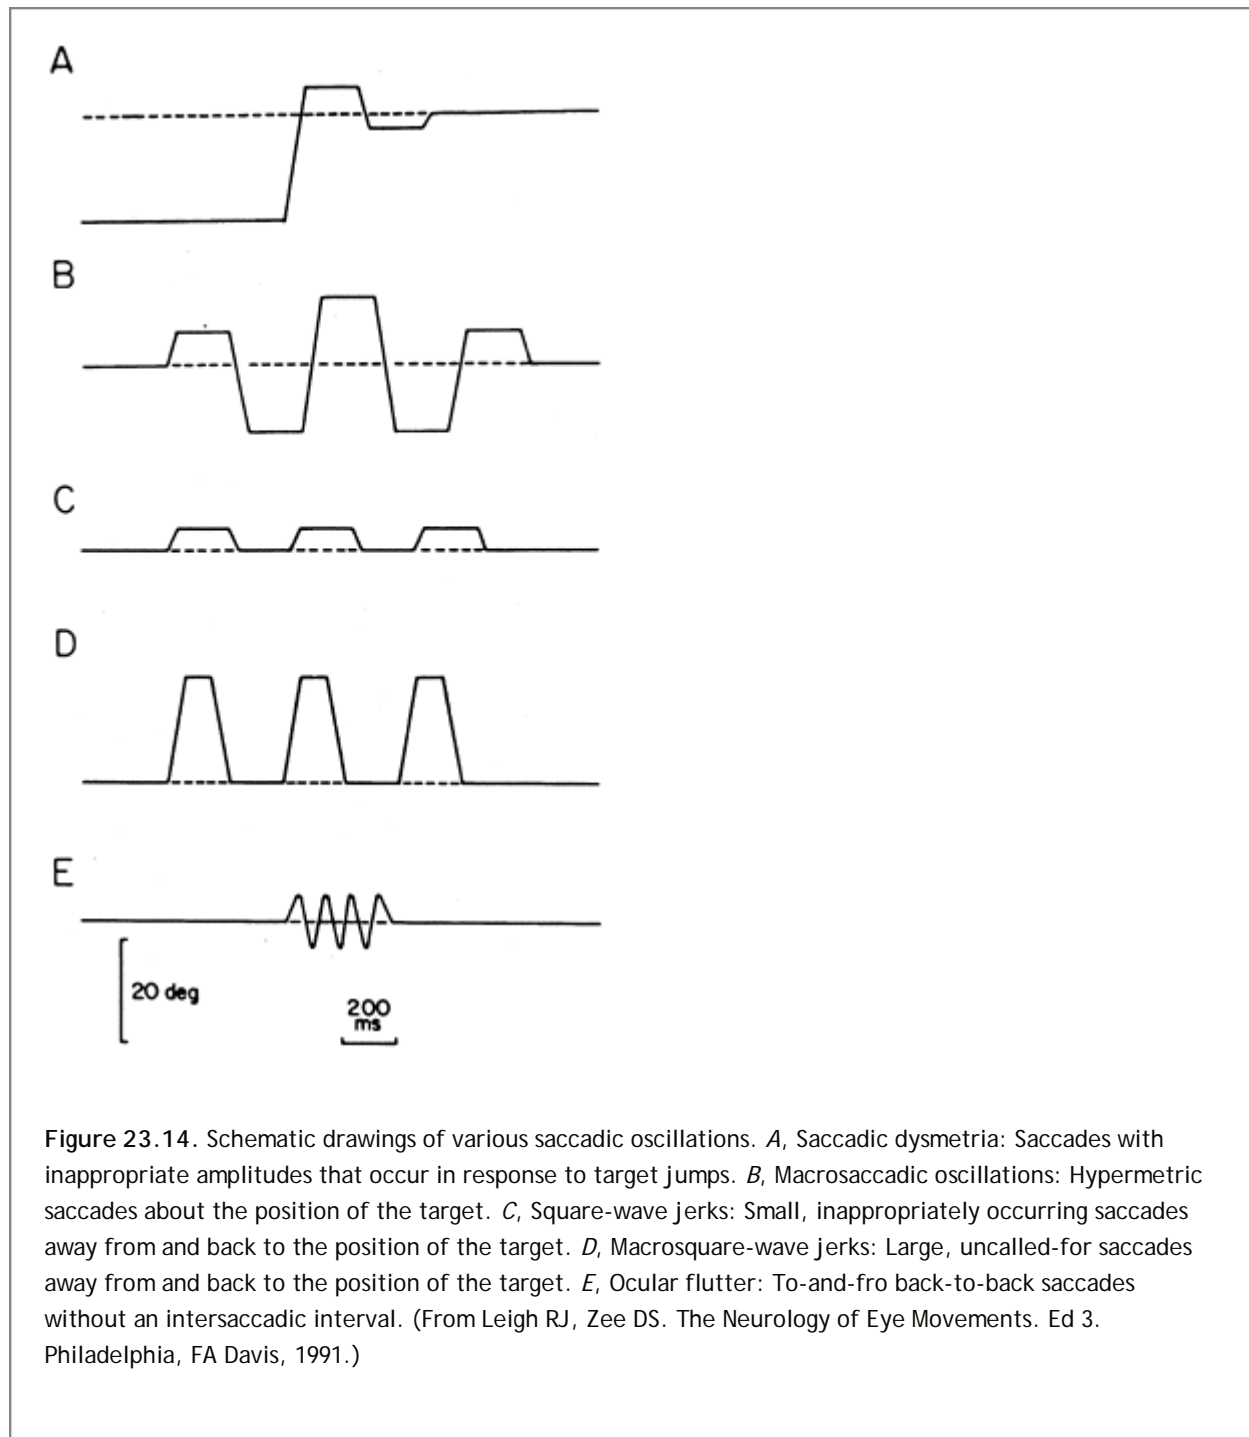 A
B
C
D
E
20 deg
200
ms
Figure 23.14. Schematic drawings of various saccadic oscillations. A, Saccadic dysmetria: Saccades with
inappropriate amplitudes that occur in response to target jumps. B, Macrosaccadic oscillations: Hypermetric
saccades about the position of the target. C, Square-wave jerks: Small, inappropriately occurring saccades
away from and back to the position of the target. D, Macrosquare-wave jerks: Large, uncalled-for saccades
away from and back to the position of the target. E, Ocular flutter: To-and-fro back-to-back saccades
without an intersaccadic interval. (From Leigh RJ, Zee DS. The Neurology of Eye Movements. Ed 3.
Philadelphia, FA Davis, 1991.)